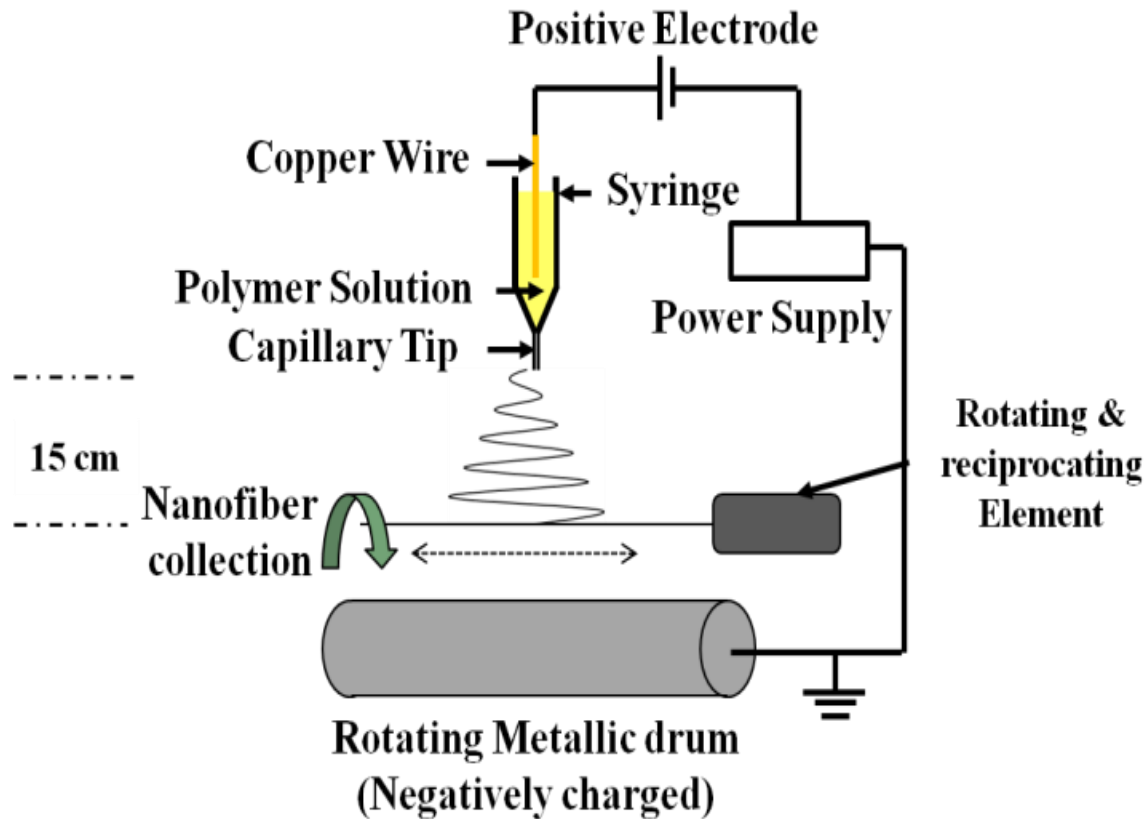 Positive Electrode
Copper Wire
Syringe
Polymer Solution
Power Supply
Capillary Tip
15 cm
Rotating &
reciprocating
Element
Nanofiber
collection
Rotating Metallic drum
(Negatively charged)